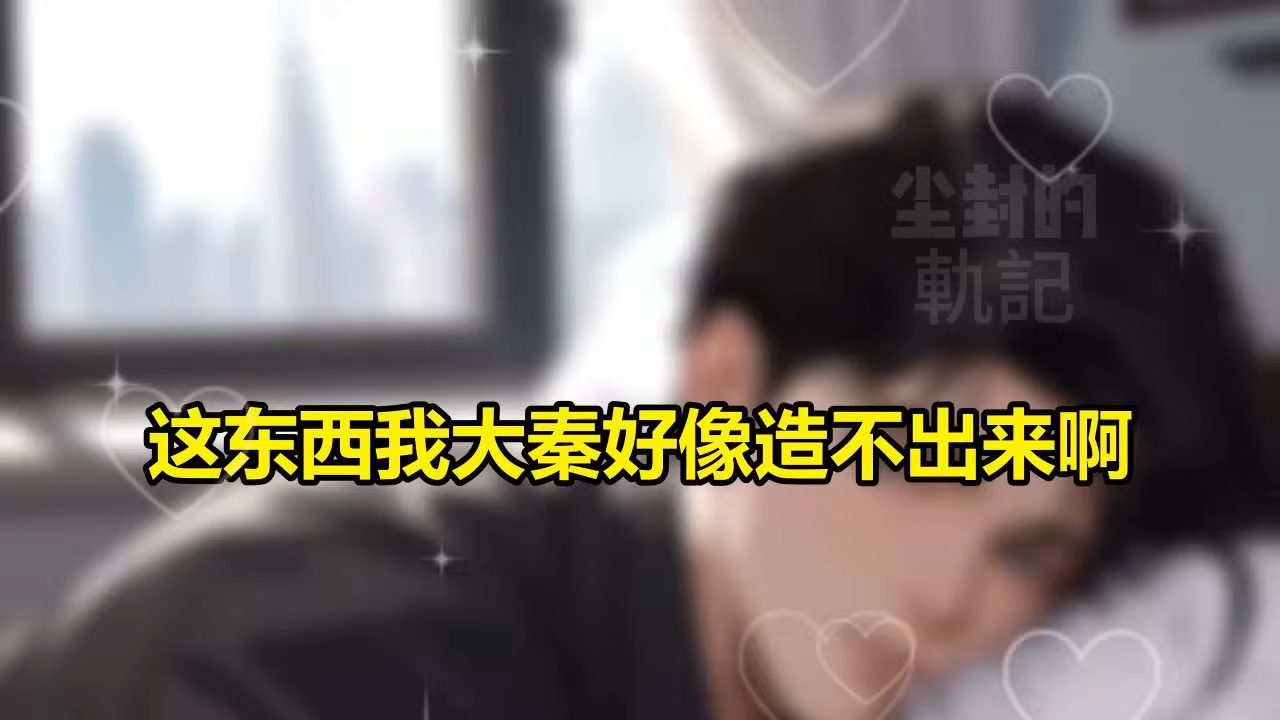 尘封的
軌記
这东西我大秦好像造不出来啊